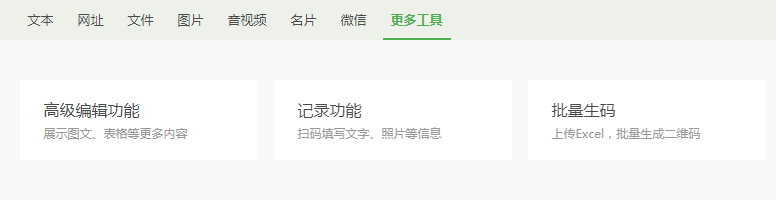 文本 网址 文件 图片 音视频 名片 微信 更多工具
高级编辑功能 记录功能 批量生码
展示图文、表格等更多内容 扫码填写文字、照片等信息 上传Excel，批量生成二维码